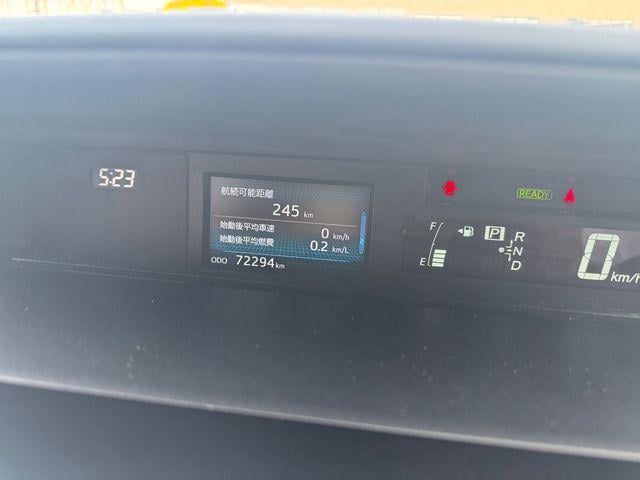 5:23
航続可能距離
245 km
始動後平均車速 0 km/h
始動後平均燃費 0.2 km/L
ODO 72294 km
READY
F
E
P
R
N
D
0 km/h